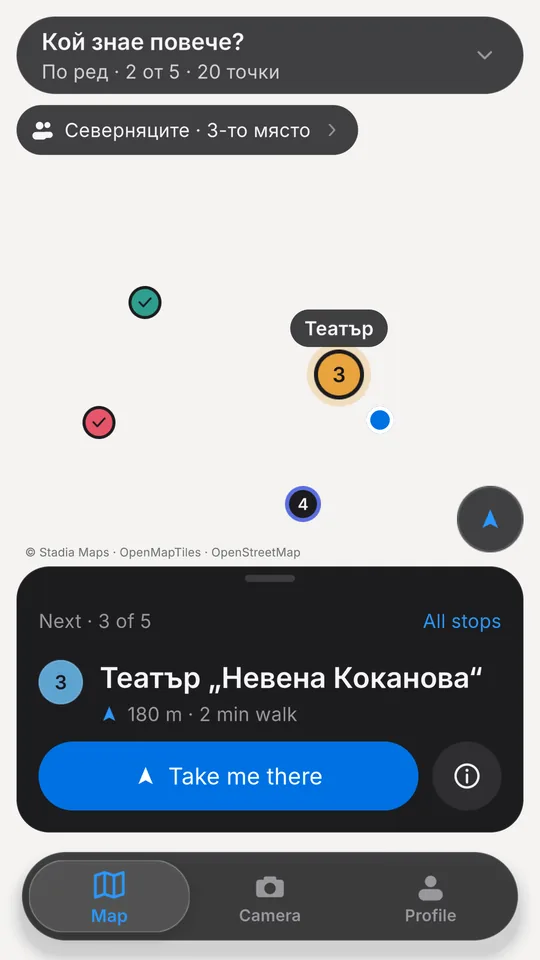 Кой знае повече?
По ред · 2 от 5 · 20 точки
Северняците · 3-то място
Театър
3
4
© Stadia Maps · OpenMapTiles · OpenStreetMap
Next · 3 of 5
All stops
3
Театър „Невена Коканова“
180 m · 2 min walk
Take me there
Map
Camera
Profile